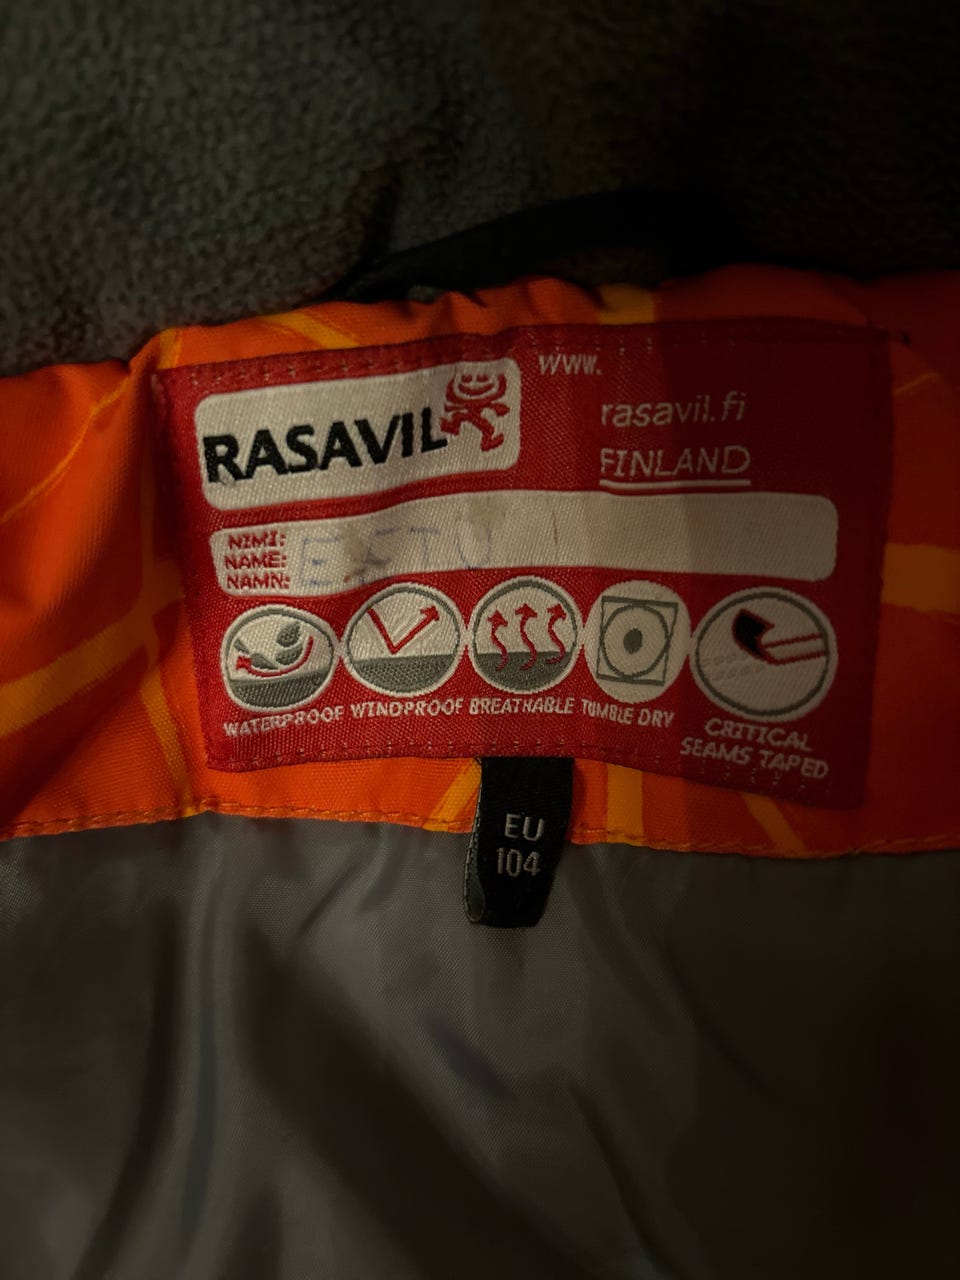 RASAVIL
www.
rasavil.fi
FINLAND
NIMI:
NAME:
NAMN:
WATERPROOF WINDPROOF BREATHABLE TUMBLE DRY
CRITICAL
SEAMS TAPED
EU
104